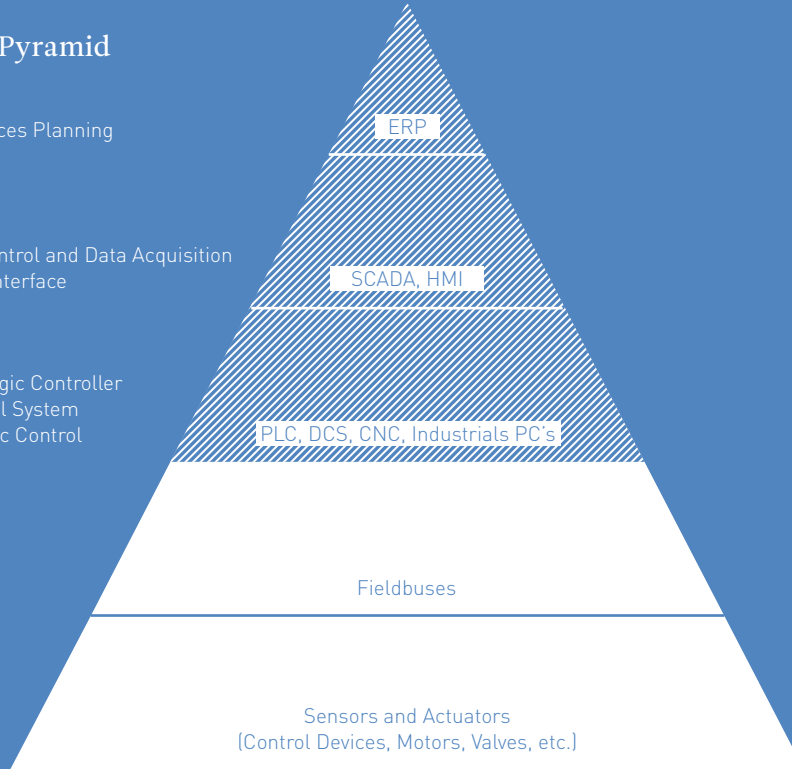 Pyramid
ces Planning
ERP
ntrol and Data Acquisition
nterface
SCADA, HMI
gic Controller
l System
c Control
PLC, DCS, CNC, Industrials PC’s
Fieldbuses
Sensors and Actuators
(Control Devices, Motors, Valves, etc.)